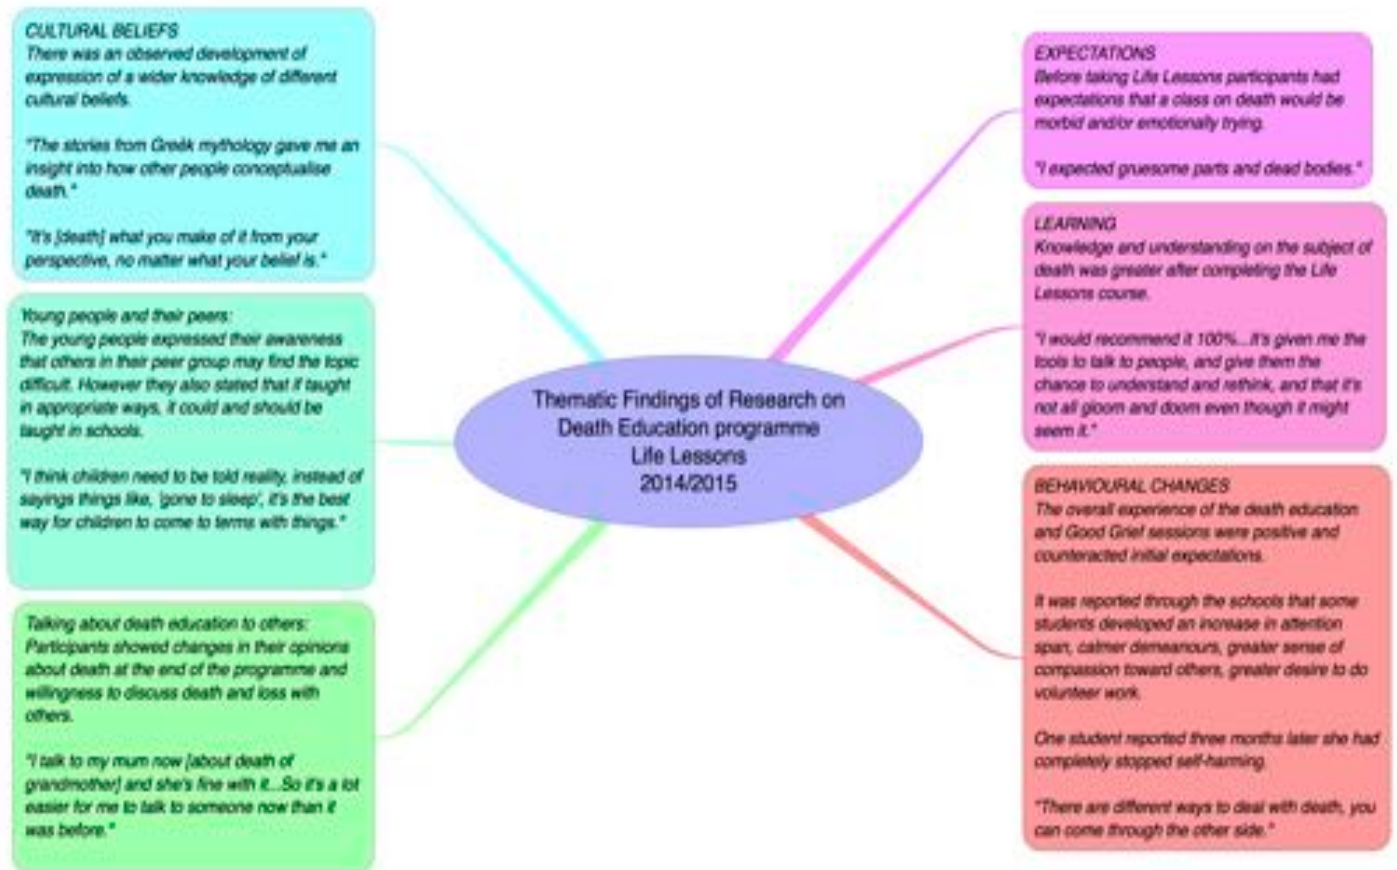 CULTURAL BELIEFS
There was an observed development of
expression of a wider knowledge of different
cultural beliefs.
"The stories from Greek mythology gave me an
insight into how other people conceptualise
death."
"It's [death] what you make of it from your
perspective, no matter what your belief is."
Young people and their peers:
The young people expressed their awareness
that others in their peer group may find the topic
difficult. However they also stated that if taught
in appropriate ways, it could and should be
taught in schools.
"I think children need to be told reality, instead of
sayings things like, 'gone to sleep', it's the best
way for children to come to terms with things."
Talking about death education to others:
Participants showed changes in their opinions
about death at the end of the programme and
willingness to discuss death and loss with
others.
"I talk to my mum now [about death of
grandmother] and she's fine with it...So it's a lot
easier for me to talk to someone now than it
was before."
Thematic Findings of Research on
Death Education programme
Life Lessons
2014/2015
EXPECTATIONS
Before taking Life Lessons participants had
expectations that a class on death would be
morbid and/or emotionally trying.
"I expected gruesome parts and dead bodies."
LEARNING
Knowledge and understanding on the subject of
death was greater after completing the Life
Lessons course.
"I would recommend it 100%...It's given me the
tools to talk to people, and give them the
chance to understand and rethink, and that it's
not all gloom and doom even though it might
seem it."
BEHAVIOURAL CHANGES
The overall experience of the death education
and Good Grief sessions were positive and
counteracted initial expectations.
It was reported through the schools that some
students developed an increase in attention
span, calmer demeanours, greater sense of
compassion toward others, greater desire to do
volunteer work.
One student reported three months later she had
completely stopped self-harming.
"There are different ways to deal with death, you
can come through the other side."